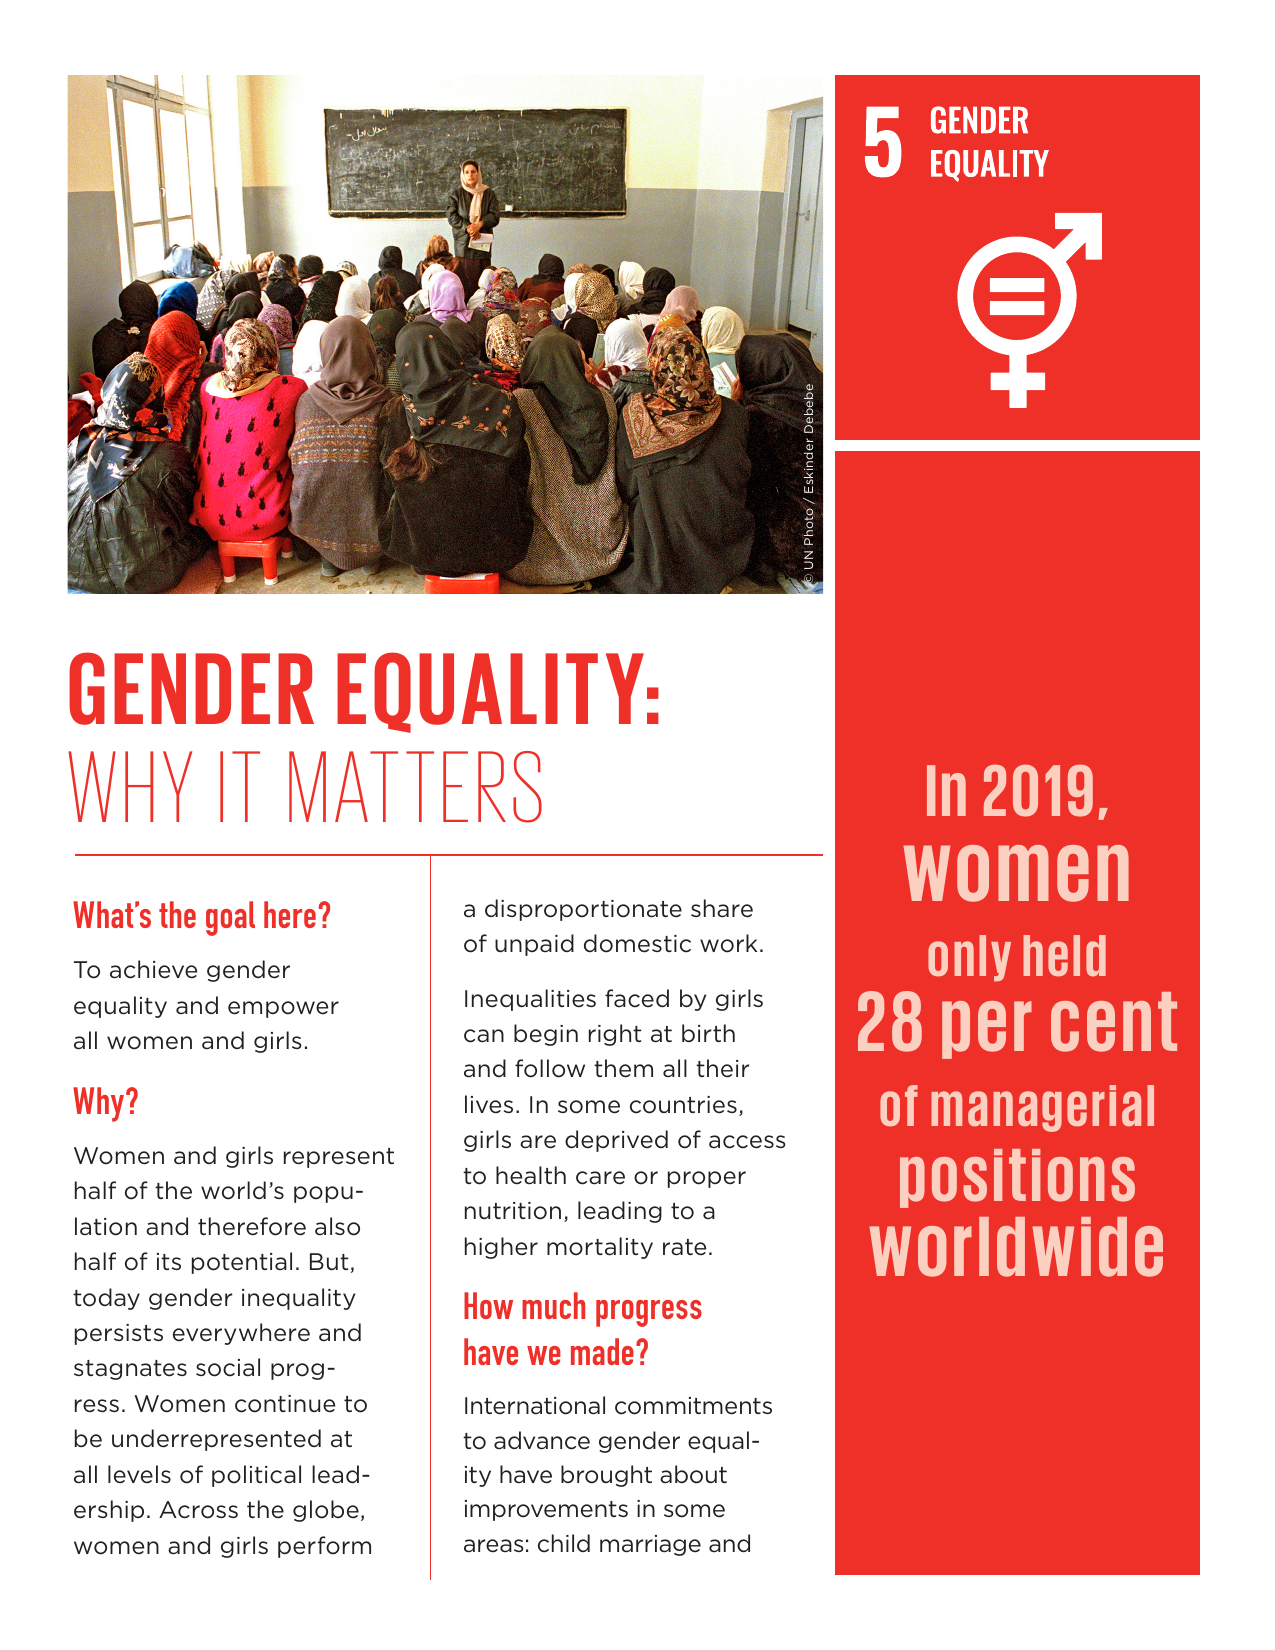 5 GENDER
EQUALITY
© UN Photo / Eskinder Debebe
GENDER EQUALITY:
WHY IT MATTERS
What’s the goal here?
To achieve gender
equality and empower
all women and girls.
Why?
Women and girls represent
half of the world’s popu-
lation and therefore also
half of its potential. But,
today gender inequality
persists everywhere and
stagnates social prog-
ress. Women continue to
be underrepresented at
all levels of political lead-
ership. Across the globe,
women and girls perform
a disproportionate share
of unpaid domestic work.
Inequalities faced by girls
can begin right at birth
and follow them all their
lives. In some countries,
girls are deprived of access
to health care or proper
nutrition, leading to a
higher mortality rate.
How much progress
have we made?
International commitments
to advance gender equal-
ity have brought about
improvements in some
areas: child marriage and
In 2019,
women
only held
28 per cent
of managerial
positions
worldwide